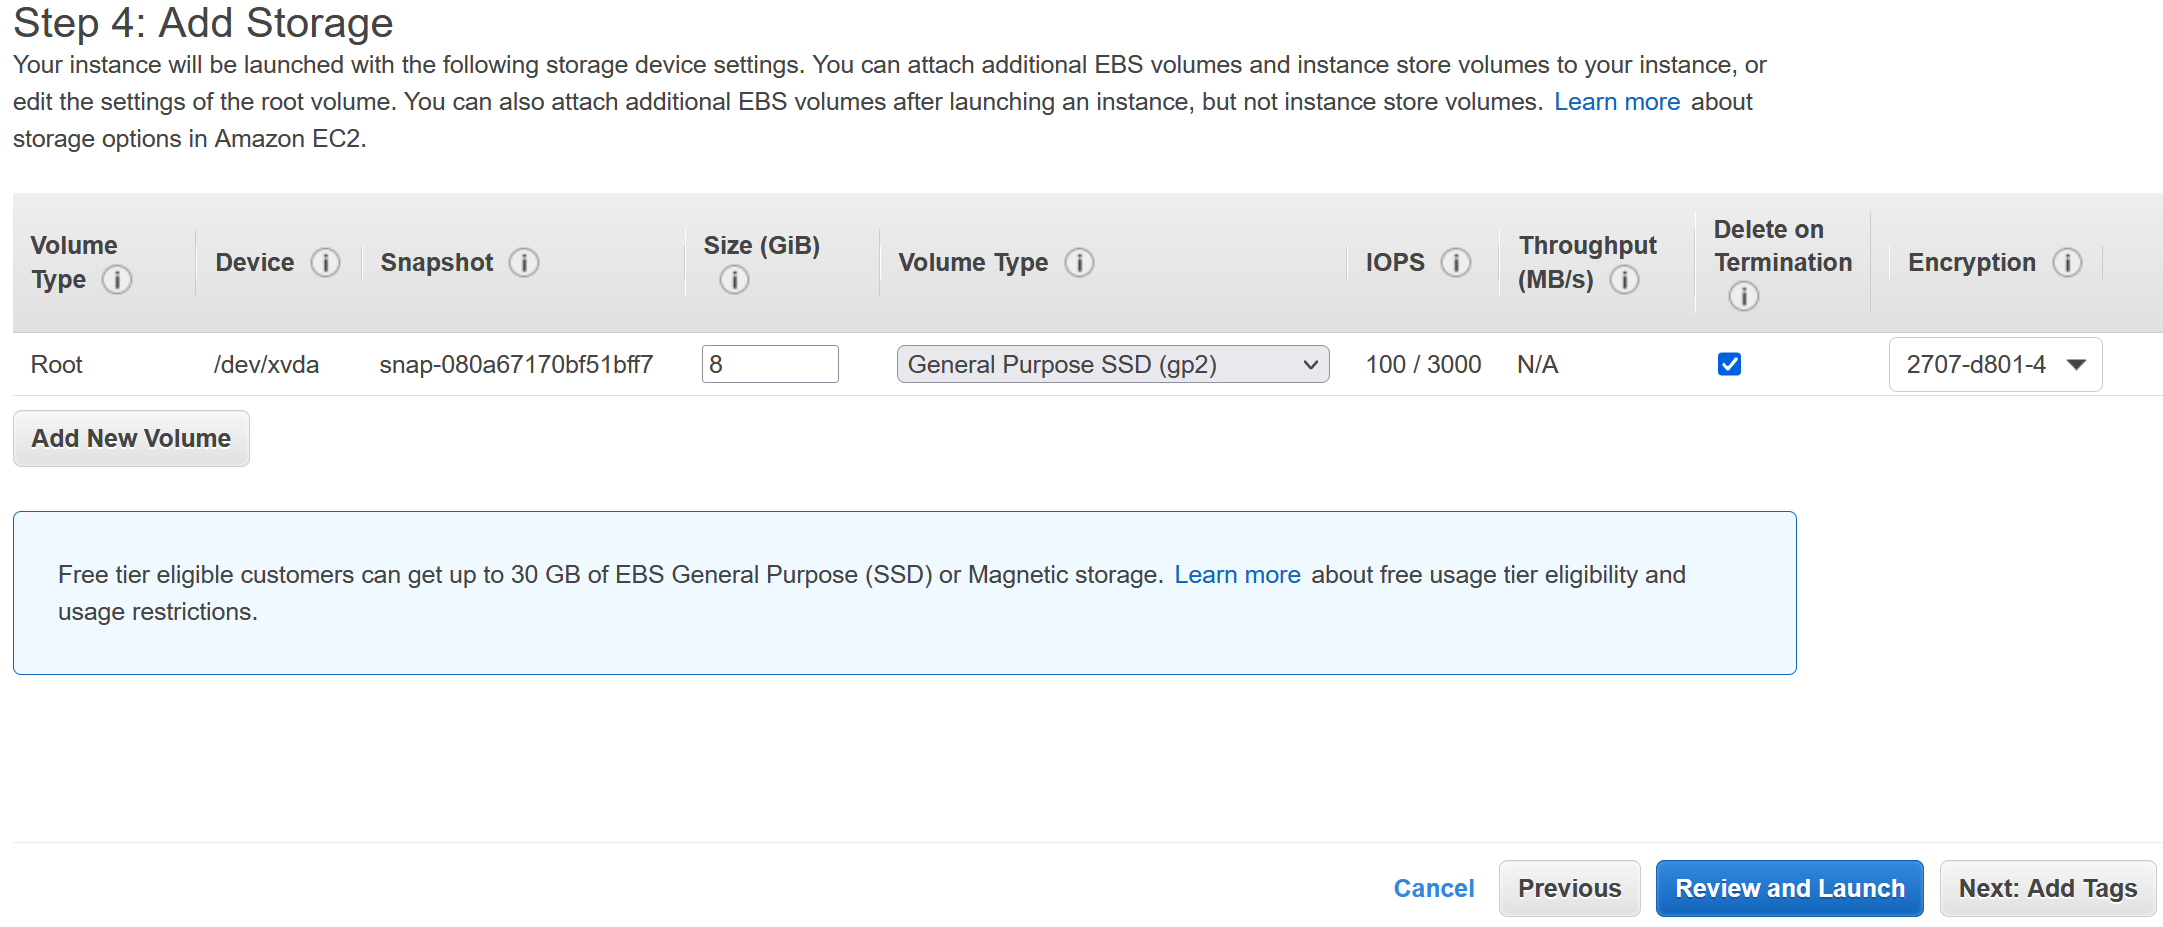 Step 4: Add Storage
Your instance will be launched with the following storage device settings. You can attach additional EBS volumes and instance store volumes to your instance, or
edit the settings of the root volume. You can also attach additional EBS volumes after launching an instance, but not instance store volumes. Learn more about
storage options in Amazon EC2.
Volume Type
Device
Snapshot
Size (GiB)
Volume Type
IOPS
Throughput (MB/s)
Delete on Termination
Encryption
Root /dev/xvda snap-080a67170bf51bff7 8 General Purpose SSD (gp2) 100 / 3000 N/A 2707-d801-4
Add New Volume
Free tier eligible customers can get up to 30 GB of EBS General Purpose (SSD) or Magnetic storage. Learn more about free usage tier eligibility and
usage restrictions.
Cancel Previous Review and Launch Next: Add Tags